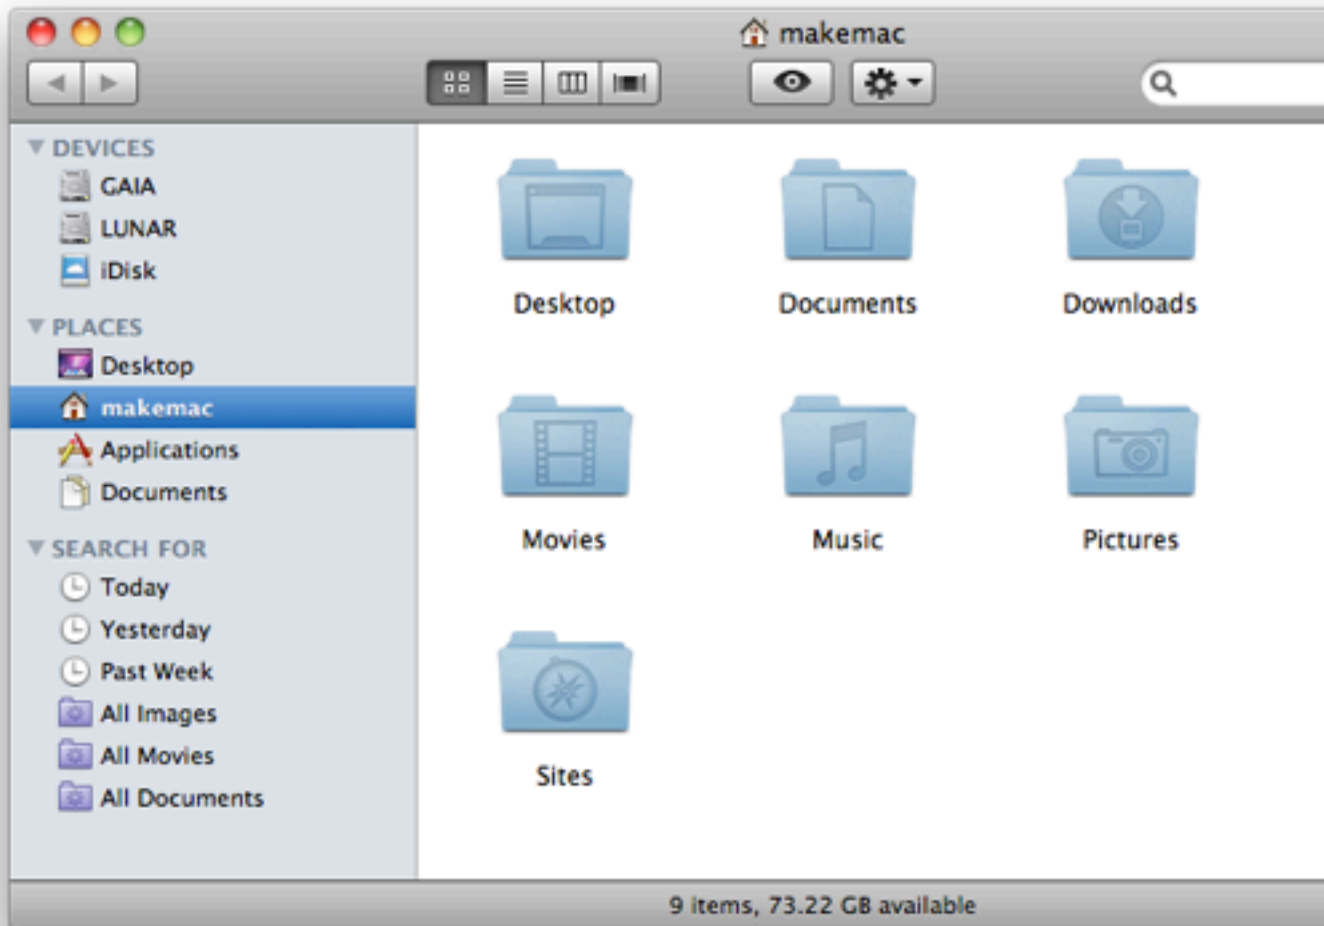 makemac
DEVICES
GAIA
LUNAR
iDisk
PLACES
Desktop
makemac
Applications
Documents
SEARCH FOR
Today
Yesterday
Past Week
All Images
All Movies
All Documents
Desktop
Documents
Downloads
Movies
Music
Pictures
Sites
9 items, 73.22 GB available